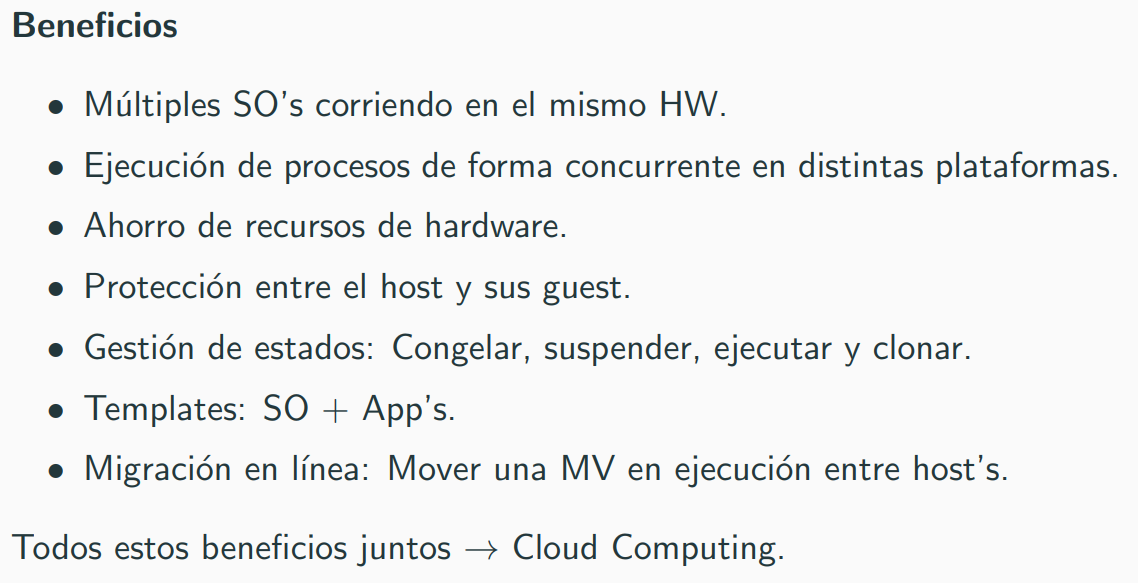 Beneficios
• Múltiples SO's corriendo en el mismo HW.
• Ejecución de procesos de forma concurrente en distintas plataformas.
• Ahorro de recursos de hardware.
• Protección entre el host y sus guest.
• Gestión de estados: Congelar, suspender, ejecutar y clonar.
• Templates: SO + App's.
• Migración en línea: Mover una MV en ejecución entre host's.
Todos estos beneficios juntos → Cloud Computing.